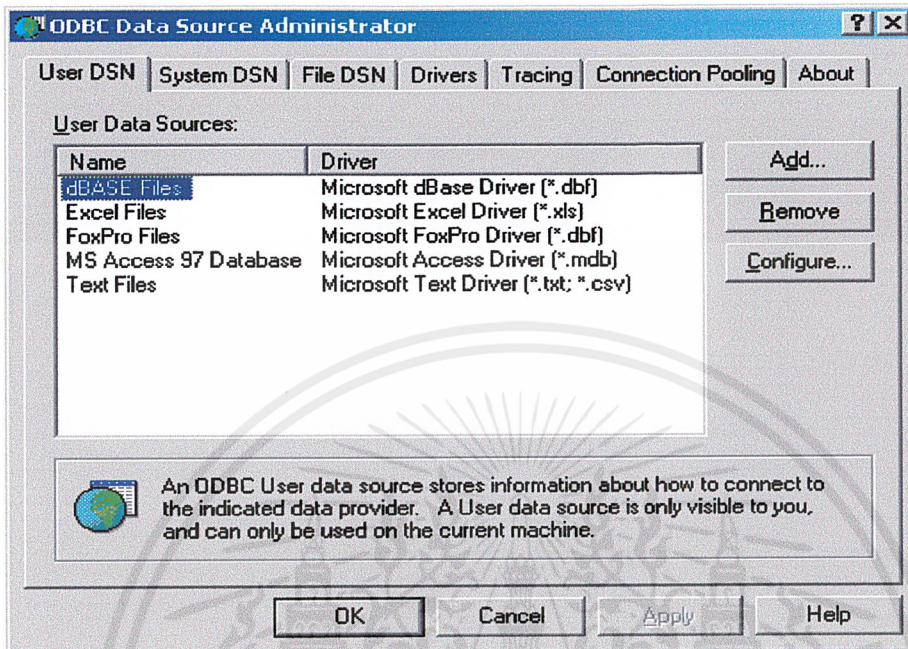 ODBC Data Source Administrator
User DSN System DSN File DSN Drivers Tracing Connection Pooling About
User Data Sources:
Name Driver
dBASE Files Microsoft dBase Driver (*.dbf)
Excel Files Microsoft Excel Driver (*.xls)
FoxPro Files Microsoft FoxPro Driver (*.dbf)
MS Access 97 Database Microsoft Access Driver (*.mdb)
Text Files Microsoft Text Driver (*.txt; *.csv)
Add...
Remove
Configure...
An ODBC User data source stores information about how to connect to
the indicated data provider. A User data source is only visible to you,
and can only be used on the current machine.
OK Cancel Apply Help